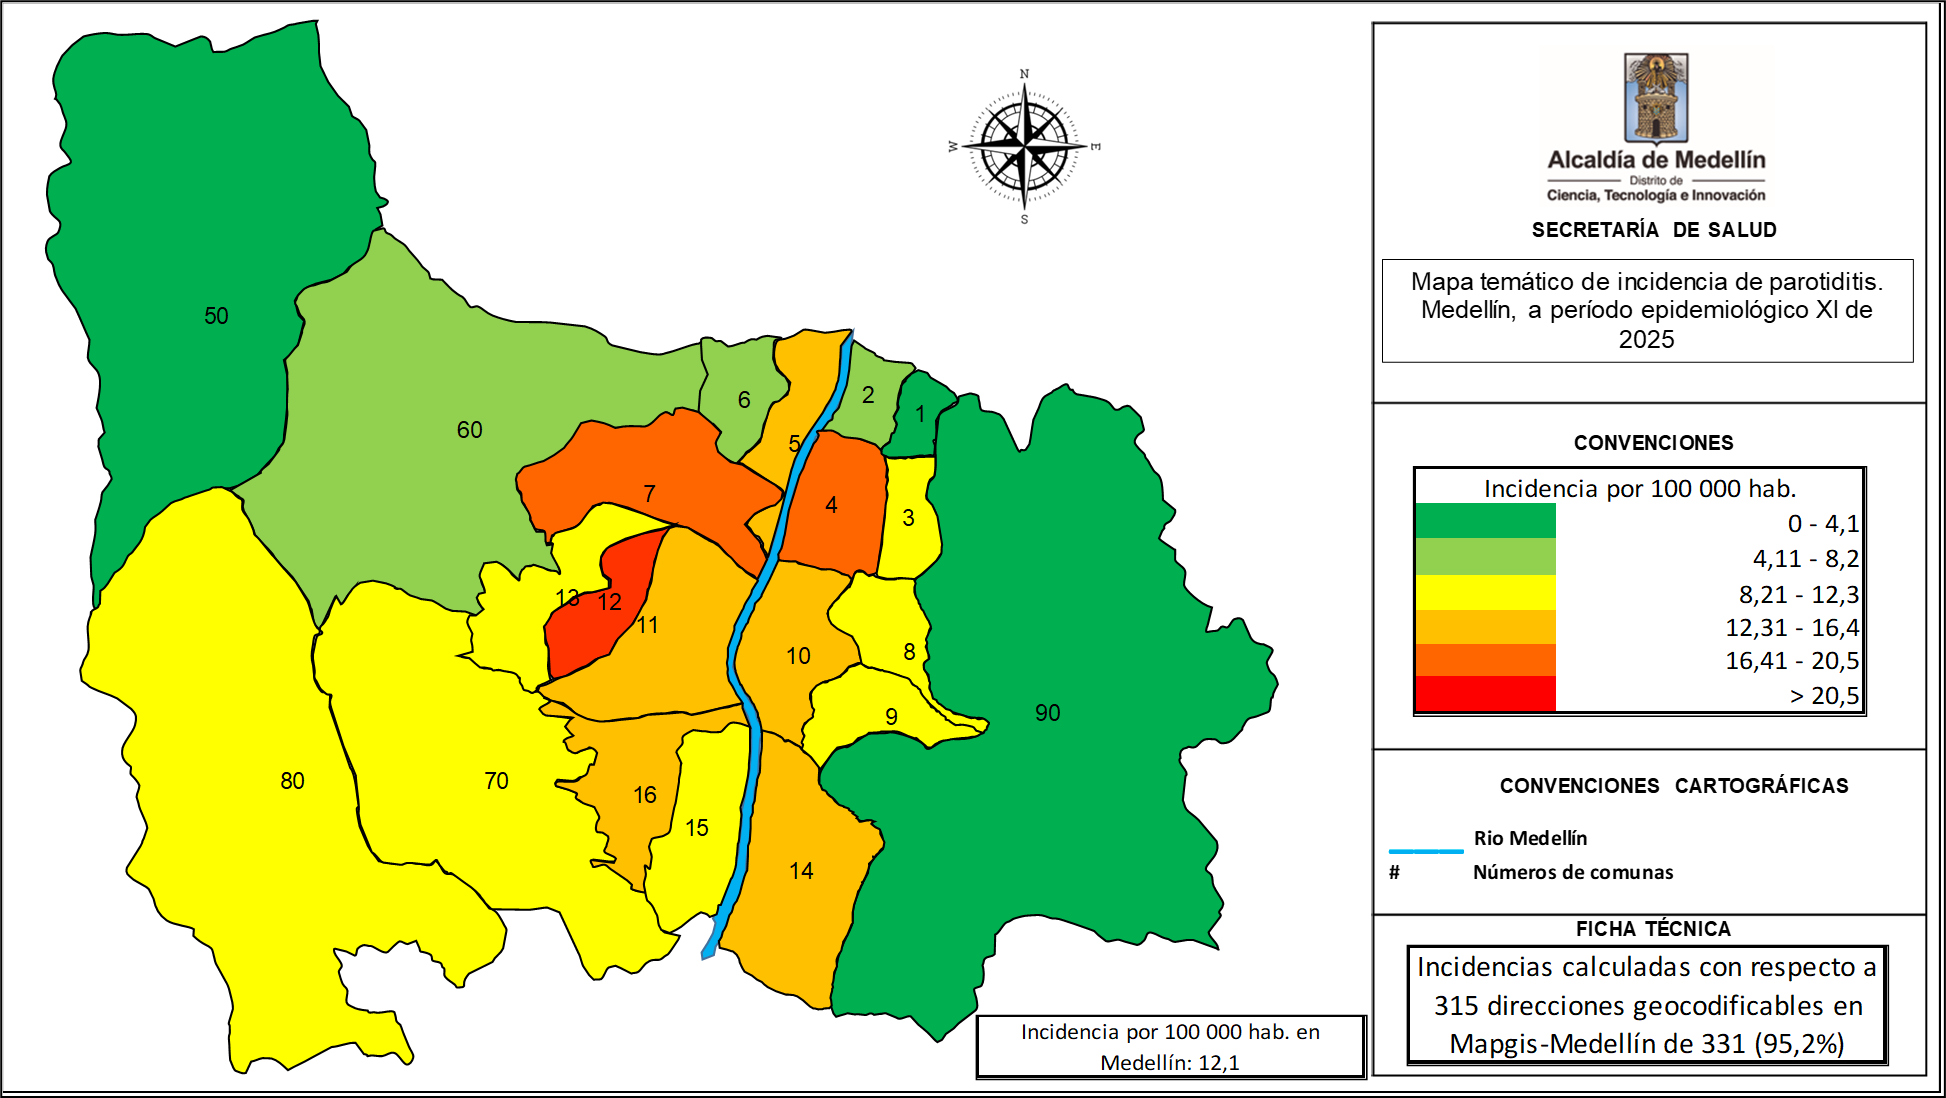 N
W
E
S
50
60
6
2
1
5
7
4
3
13
12
11
10
8
9
90
80
70
16
15
14
Incidencia por 100 000 hab. en
Medellín: 12,1
Alcaldía de Medellín
Distrito de
Ciencia, Tecnología e Innovación
SECRETARÍA DE SALUD
Mapa temático de incidencia de parotiditis.
Medellín, a período epidemiológico XI de
2025
CONVENCIONES
Incidencia por 100 000 hab.
0 - 4,1
4,11 - 8,2
8,21 - 12,3
12,31 - 16,4
16,41 - 20,5
> 20,5
CONVENCIONES CARTOGRÁFICAS
Rio Medellín
# Números de comunas
FICHA TÉCNICA
Incidencias calculadas con respecto a
315 direcciones geocodificables en
Mapgis-Medellín de 331 (95,2%)